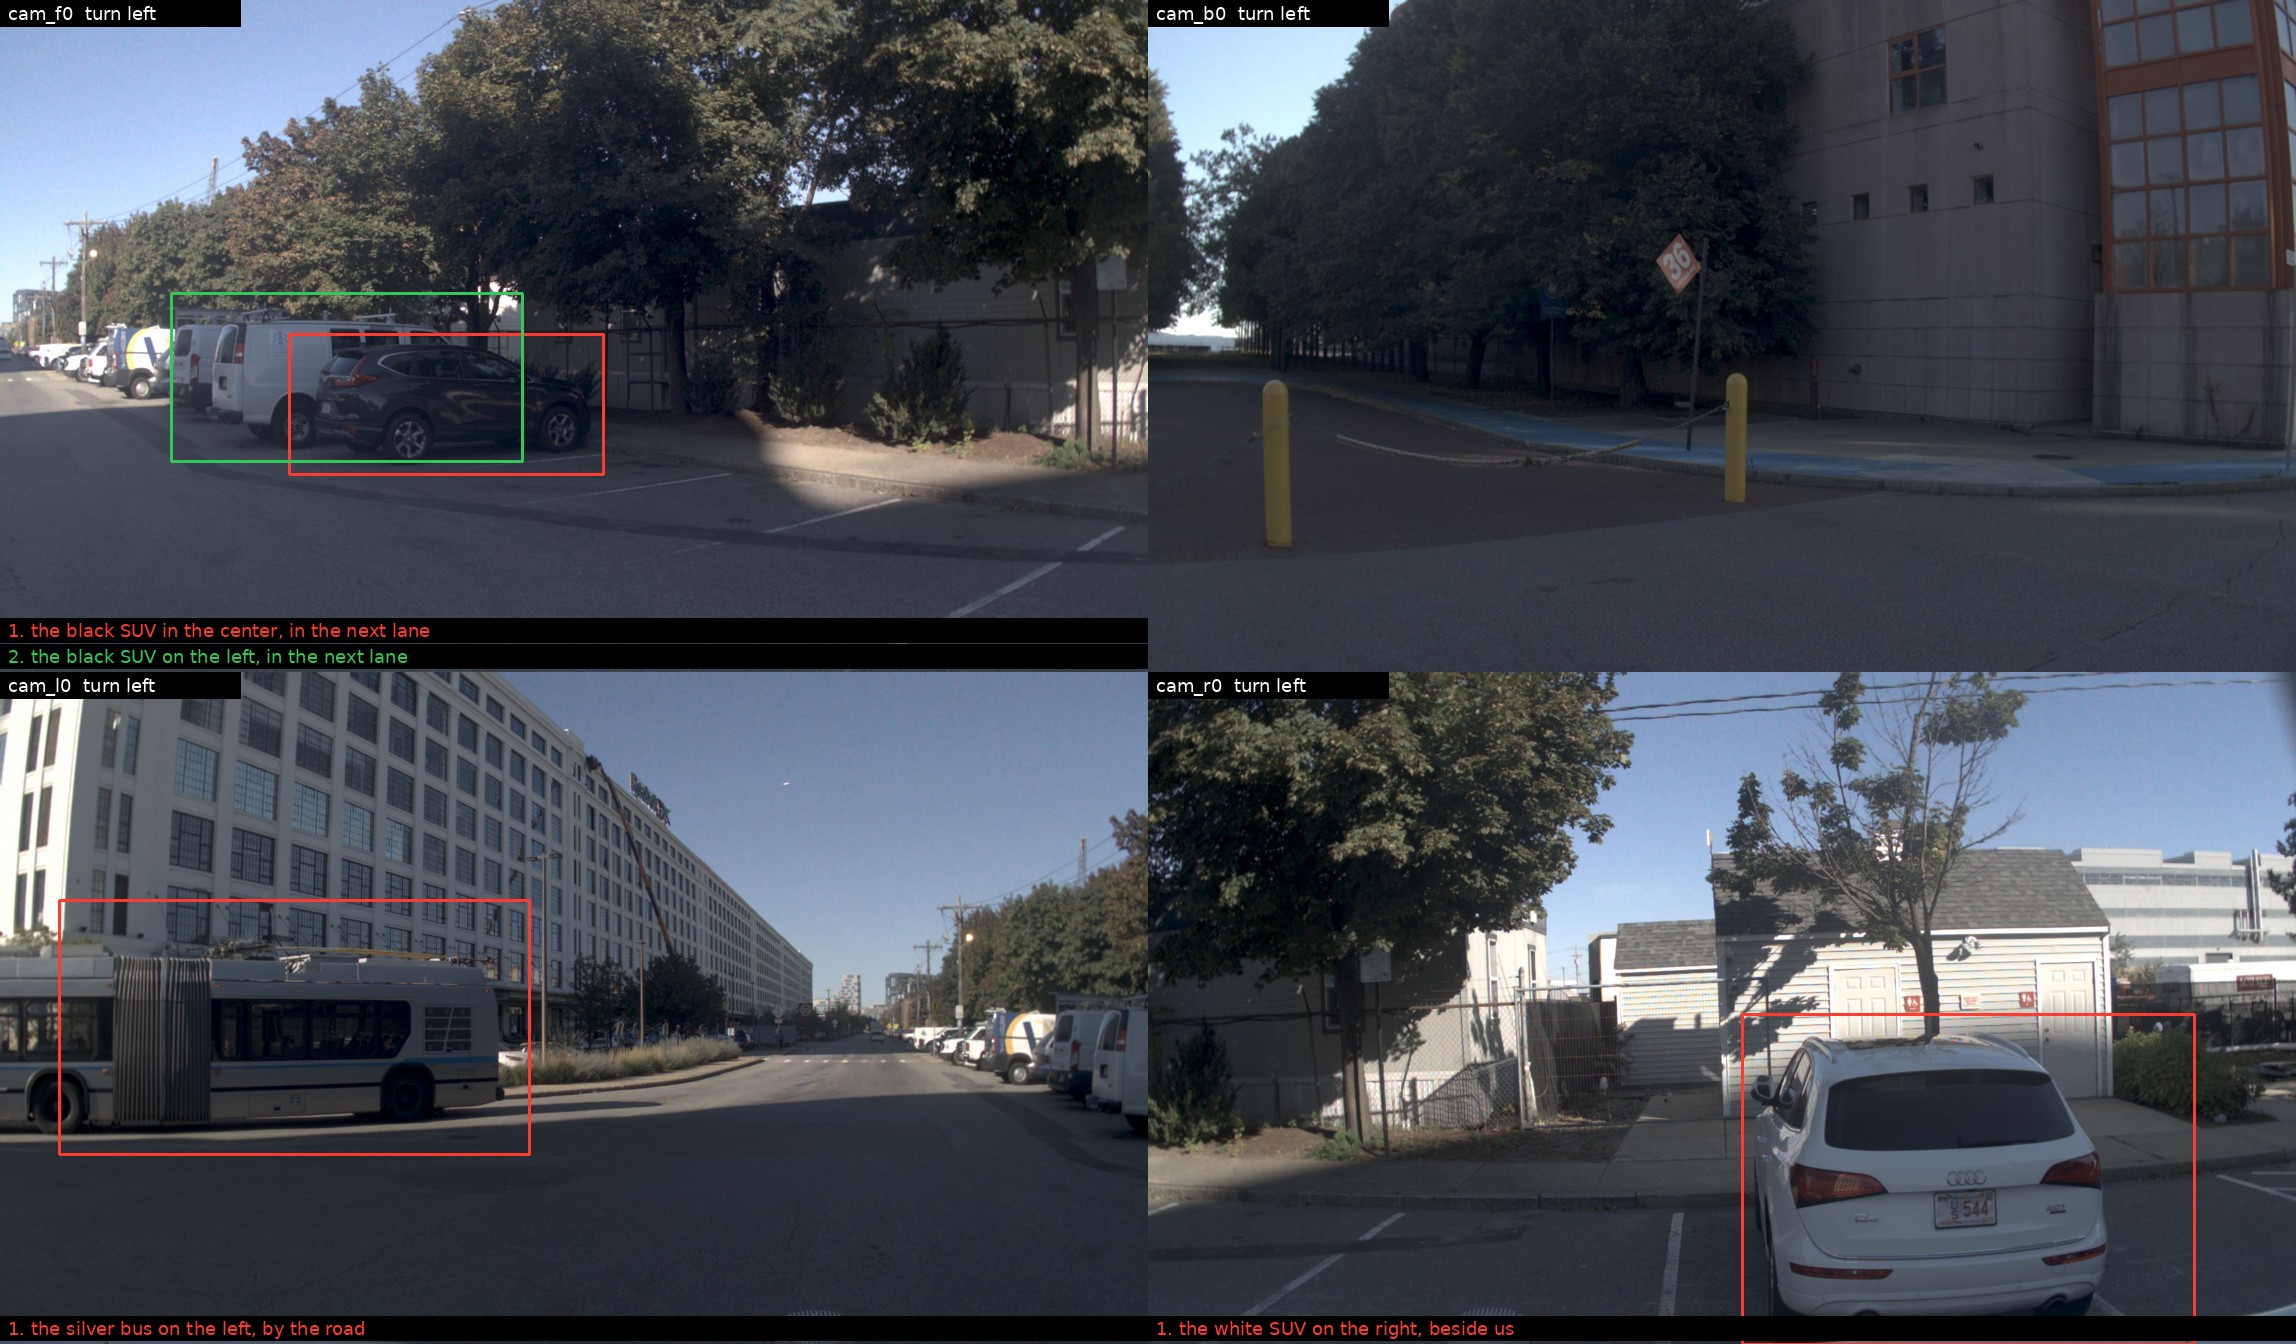 cam_f0 turn left
cam_b0 turn left
36
1. the black SUV in the center, in the next lane
2. the black SUV on the left, in the next lane
cam_l0 turn left
cam_r0 turn left
544
1. the silver bus on the left, by the road
1. the white SUV on the right, beside us